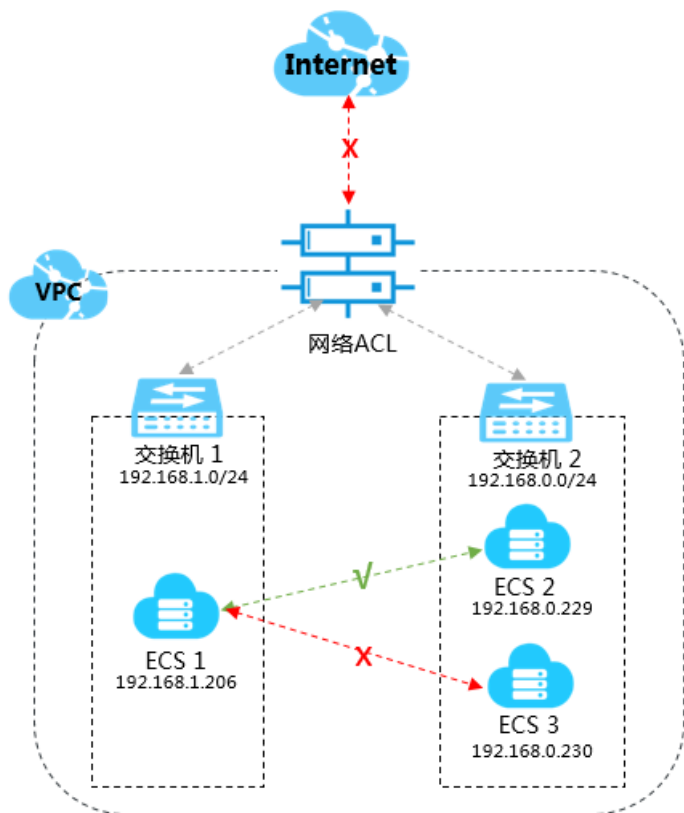 Internet
X
VPC
网络ACL
交换机 1
192.168.1.0/24
交换机 2
192.168.0.0/24
ECS 2
192.168.0.229
√
ECS 1
192.168.1.206
X
ECS 3
192.168.0.230